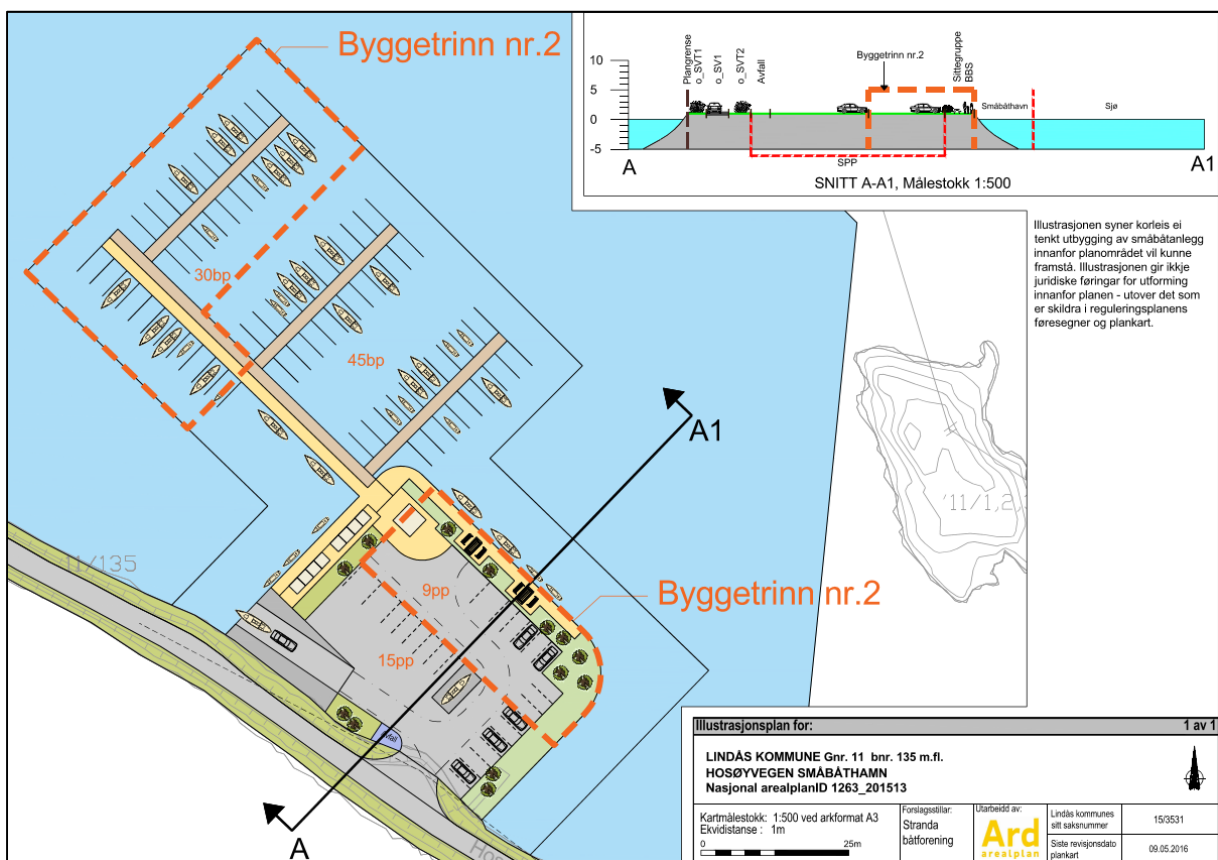 Byggetrinn nr.2
10
5
0
-5
Plangrense
o_SVT1
o_SV1
o_SVT2
Avfall
Byggetrinn nr.2
Sittegruppe
BBS
Småbåthavn
Sjø
A
SPP
A1
SNITT A-A1, Målestokk 1:500
Illustrasjonen syner korleis ei
tenkt utbygging av småbåtanlegg
innanfor planområdet vil kunne
framstå. Illustrasjonen gir ikkje
juridiske føringar for utforming
innanfor planen - utover det som
er skildra i reguleringsplanens
føresegner og plankart.
30bp
45bp
A1
11/1,2,
11/135
9pp
Byggetrinn nr.2
15pp
Avfall
A
Illustrasjonsplan for:
1 av 1
LINDÅS KOMMUNE Gnr. 11 bnr. 135 m.fl.
HOSØYVEGEN SMÅBÅTHAMN
Nasjonal arealplanID 1263_201513
Kartmålestokk: 1:500 ved arkformat A3
Ekvidistanse : 1m
0 25m
Forslagsstillar:
Stranda
båtforening
Utarbeidd av:
Ard
arealplan
Lindås kommunes
sitt saksnummer
15/3531
Siste revisjonsdato
plankart
09.05.2016